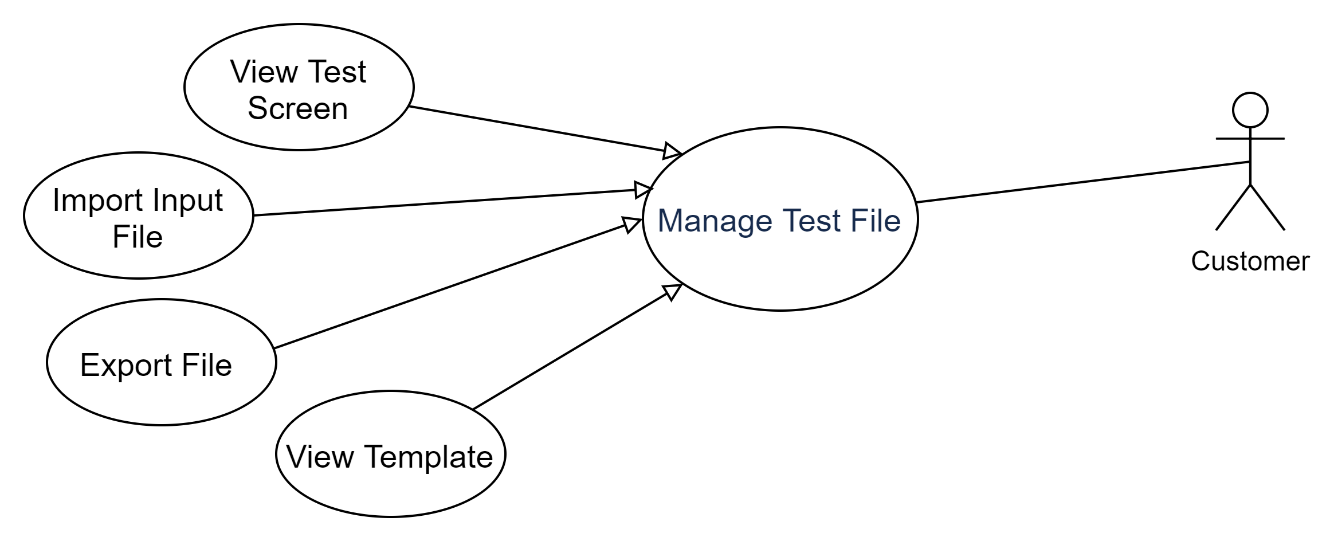 View Test
Screen
Import Input
File
Manage Test File
Customer
Export File
View Template